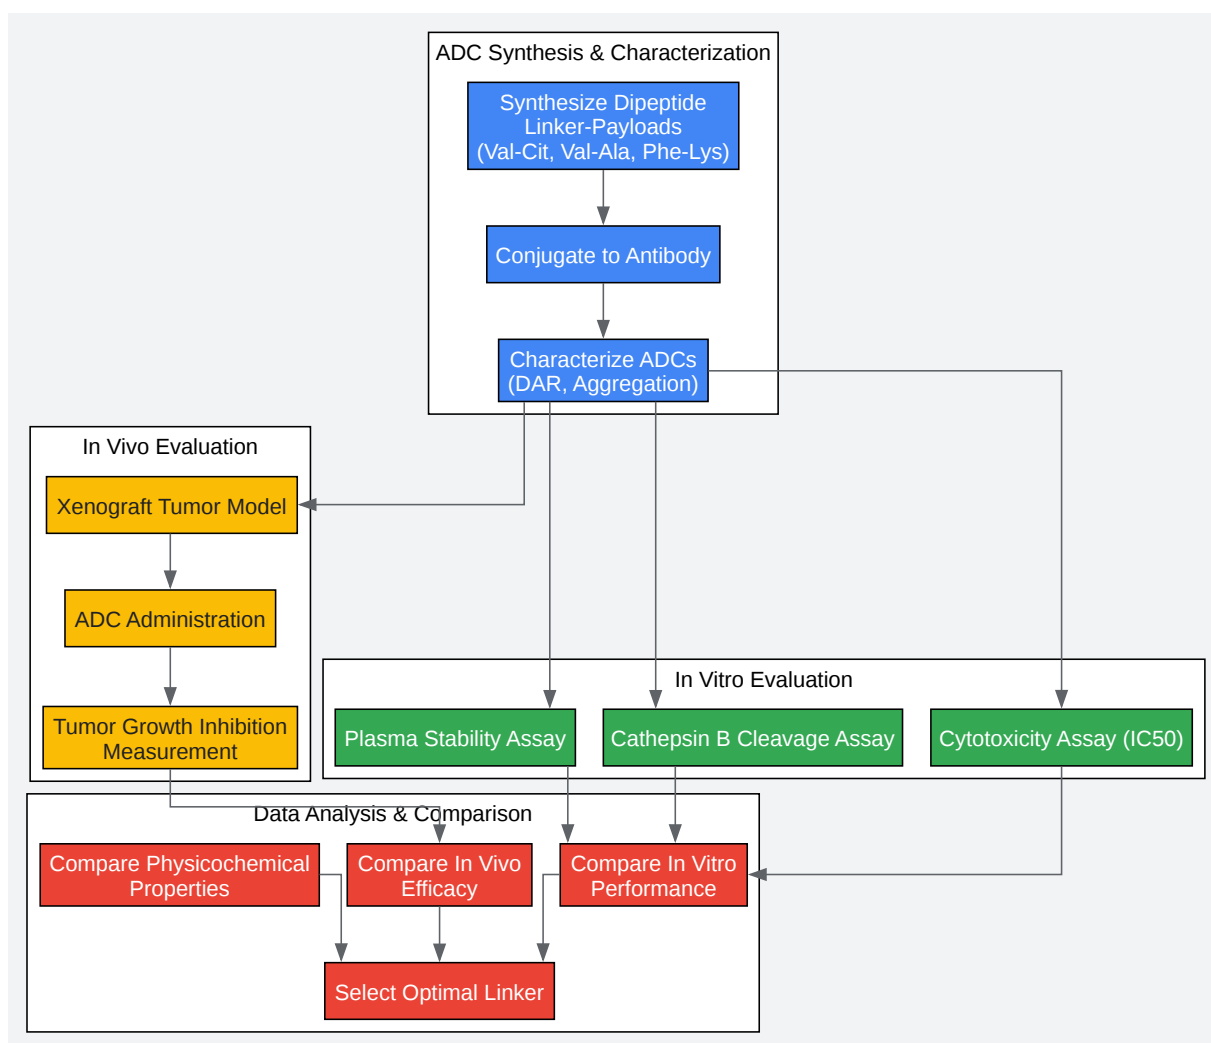 ADC Synthesis & Characterization
Synthesize Dipeptide
Linker-Payloads
(Val-Cit, Val-Ala, Phe-Lys)
Conjugate to Antibody
Characterize ADCs
(DAR, Aggregation)
In Vivo Evaluation
Xenograft Tumor Model
ADC Administration
Tumor Growth Inhibition
Measurement
In Vitro Evaluation
Plasma Stability Assay
Cathepsin B Cleavage Assay
Cytotoxicity Assay (IC50)
Data Analysis & Comparison
Compare Physicochemical
Properties
Compare In Vivo
Efficacy
Compare In Vitro
Performance
Select Optimal Linker